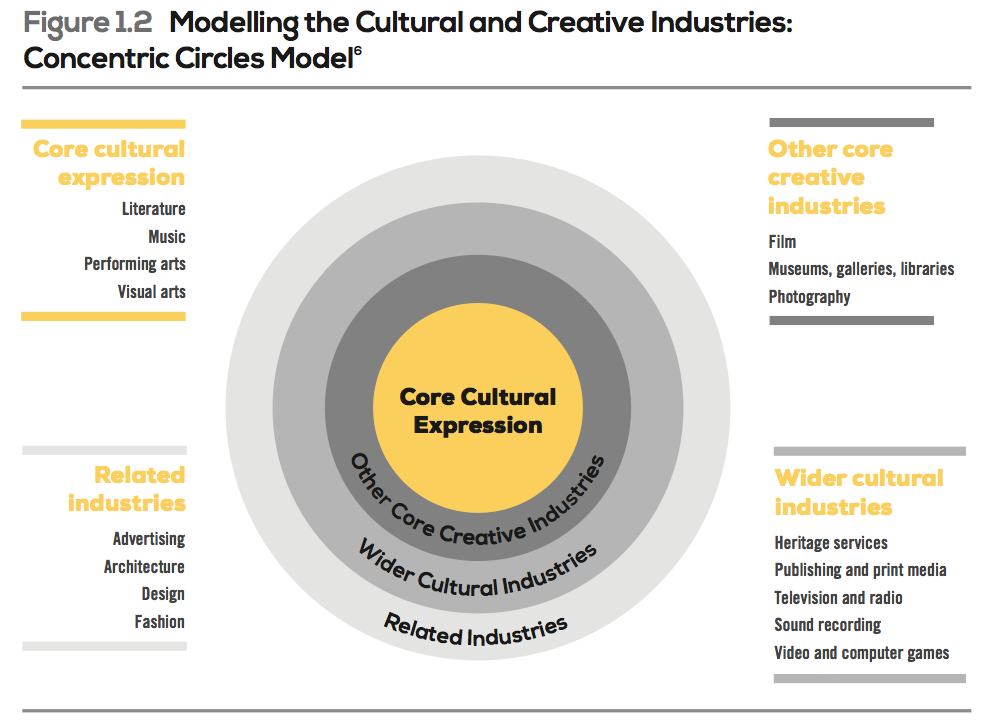 Figure 1.2 Modelling the Cultural and Creative Industries:
Concentric Circles Model⁶
Core cultural
expression
Literature
Music
Performing arts
Visual arts
Other core
creative
industries
Film
Museums, galleries, libraries
Photography
Core Cultural
Expression
Other Core Creative Industries
Wider Cultural Industries
Related Industries
Related
industries
Advertising
Architecture
Design
Fashion
Wider cultural
industries
Heritage services
Publishing and print media
Television and radio
Sound recording
Video and computer games